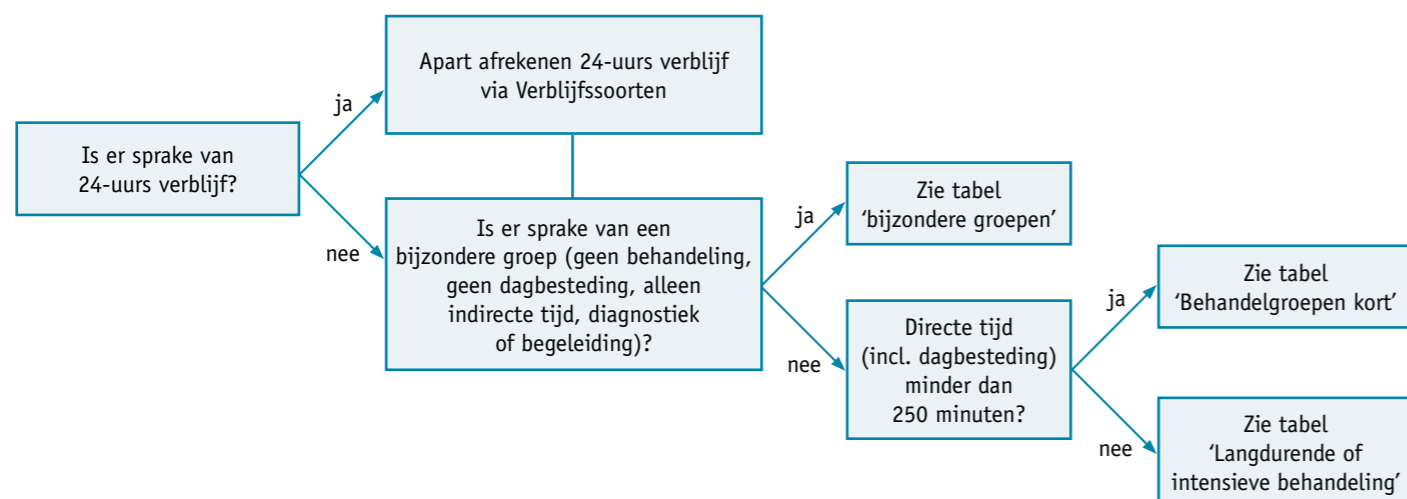 Is er sprake van
24-uurs verblijf?
ja
Apart afrekenen 24-uurs verblijf
via Verblijfssoorten
nee
Is er sprake van een
bijzondere groep (geen behandeling,
geen dagbesteding, alleen
indirecte tijd, diagnostiek
of begeleiding)?
ja
Zie tabel
‘bijzondere groepen’
nee
Directe tijd
(incl. dagbesteding)
minder dan
250 minuten?
ja
Zie tabel
‘Behandelgroepen kort’
nee
Zie tabel
‘Langdurende of
intensieve behandeling’